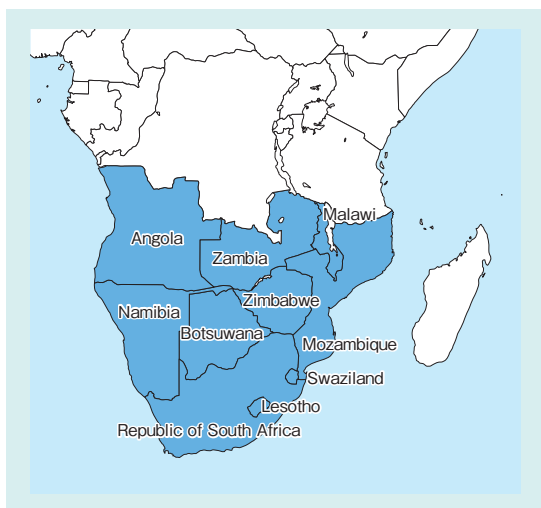 Malawi
Angola
Zambia
Zimbabwe
Namibia
Botsuwana
Mozambique
Swaziland
Lesotho
Republic of South Africa